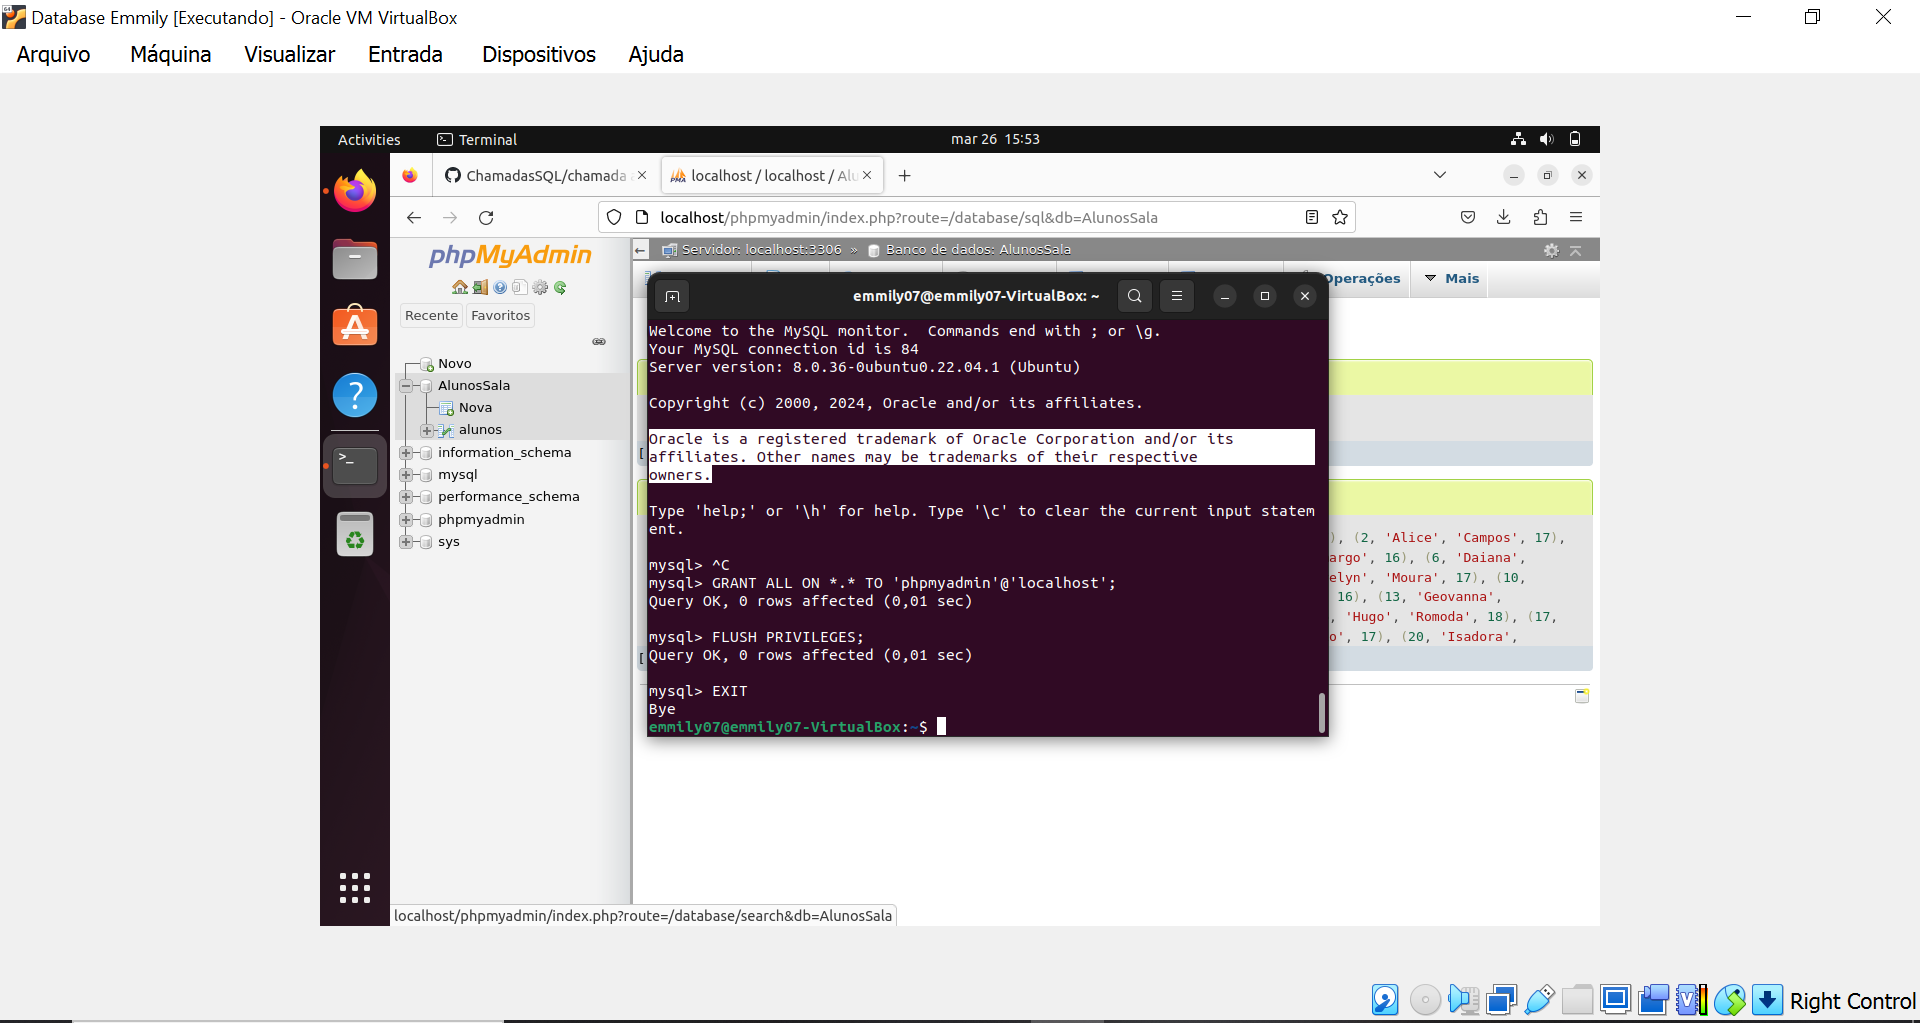 Database Emmily [Executando] - Oracle VM VirtualBox
Arquivo Máquina Visualizar Entrada Dispositivos Ajuda
Activities Terminal mar 26 15:53
ChamadasSQL/chamada localhost / localhost / Alu
localhost/phpmyadmin/index.php?route=/database/sql&db=AlunosSala
phpMyAdmin
Servidor: localhost:3306 » Banco de dados: AlunosSala
Operações Mais
Recente Favoritos
Novo
AlunosSala
Nova
alunos
information_schema
mysql
performance_schema
phpmyadmin
sys
emmily07@emmily07-VirtualBox: ~
Welcome to the MySQL monitor.  Commands end with ; or \g.
Your MySQL connection id is 84
Server version: 8.0.36-0ubuntu0.22.04.1 (Ubuntu)
Copyright (c) 2000, 2024, Oracle and/or its affiliates.
Oracle is a registered trademark of Oracle Corporation and/or its
affiliates. Other names may be trademarks of their respective
owners.
Type 'help;' or '\h' for help. Type '\c' to clear the current input statem
ent.
mysql> ^C
mysql> GRANT ALL ON *.* TO 'phpmyadmin'@'localhost';
Query OK, 0 rows affected (0,01 sec)
mysql> FLUSH PRIVILEGES;
Query OK, 0 rows affected (0,01 sec)
mysql> EXIT
Bye
emmily07@emmily07-VirtualBox:~$
[
), (2, 'Alice', 'Campos', 17),
argo', 16), (6, 'Daiana',
elyn', 'Moura', 17), (10,
16), (13, 'Geovanna',
, 'Hugo', 'Romoda', 18), (17,
o', 17), (20, 'Isadora',
[
localhost/phpmyadmin/index.php?route=/database/search&db=AlunosSala
Right Control